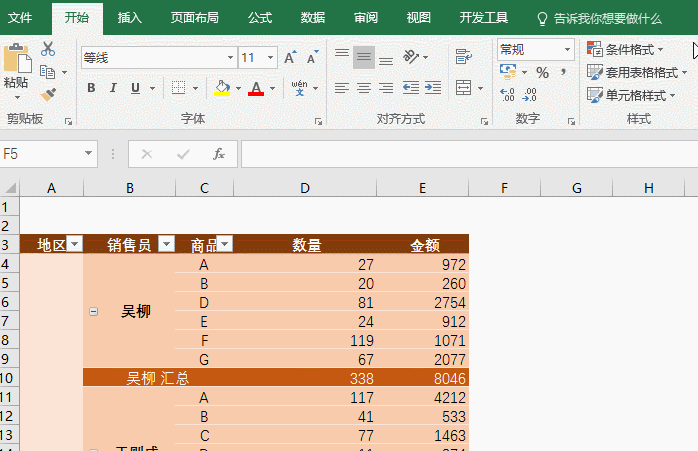 文件 开始 插入 页面布局 公式 数据 审阅 视图 开发工具 告诉我你想要做什么
等线 11 A A 常规 条件格式
粘贴 B I U A wén 文 % , 套用表格格式
.0 .00 .00 .0 单元格样式
剪贴板 字体 对齐方式 数字 样式
F5 fx
A B C D E F G H
1
2
3 地区 销售员 商品 数量 金额
4 A 27 972
5 B 20 260
6 D 81 2754
7 吴柳 E 24 912
8 F 119 1071
9 G 67 2077
10 吴柳 汇总 338 8046
11 A 117 4212
12 B 41 533
13 C 77 1463